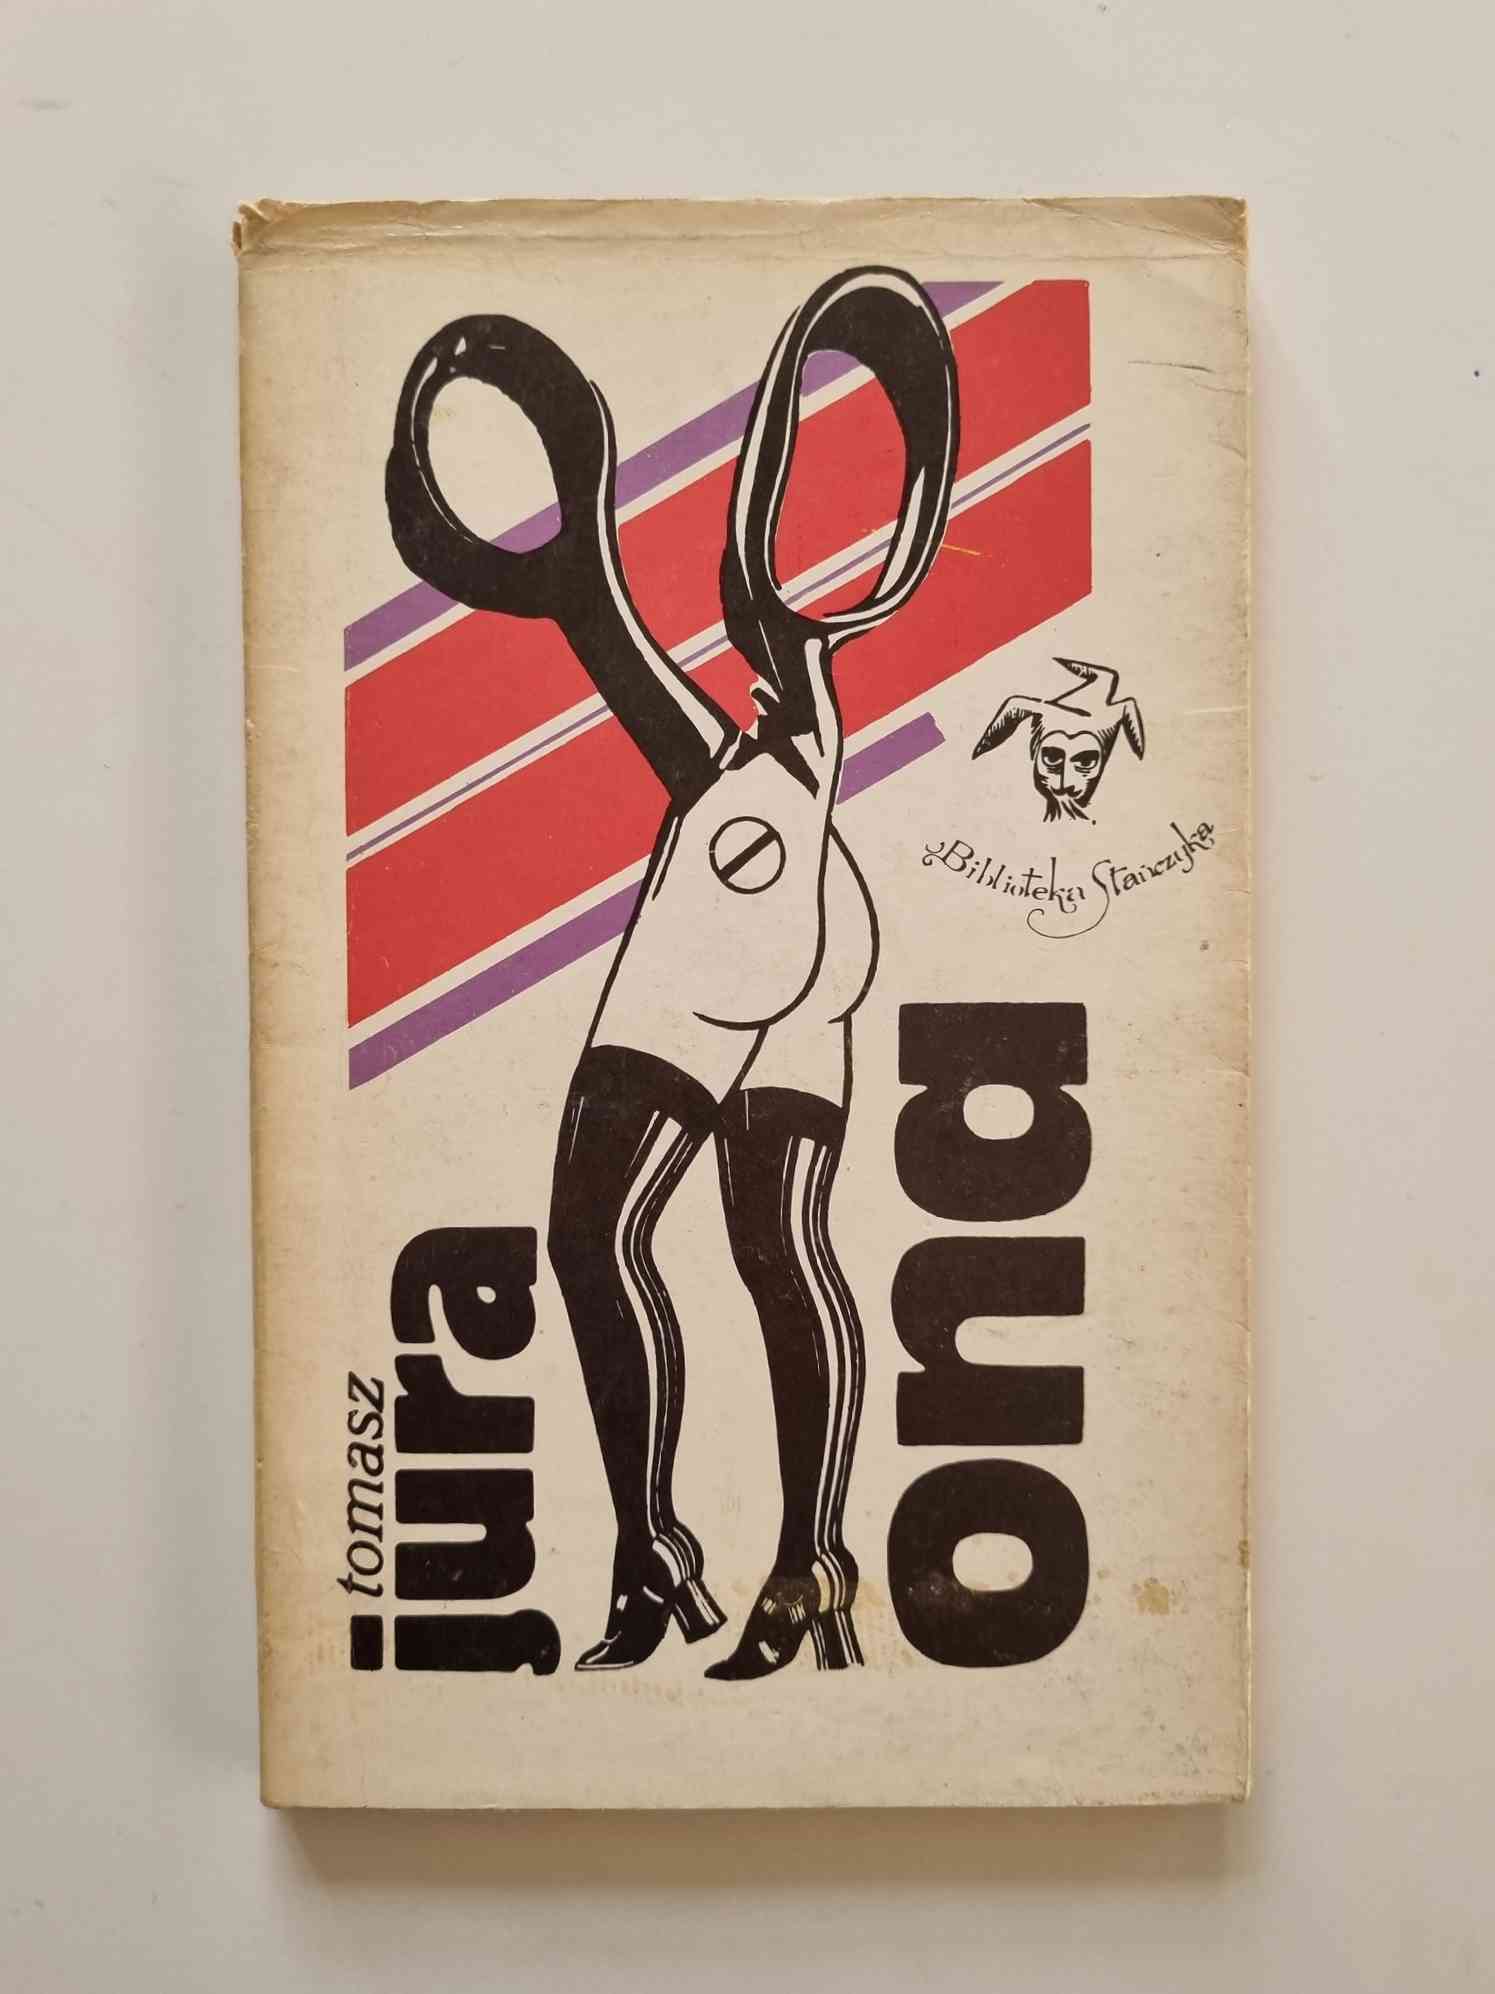 tomasz
jura
ona
Biblioteka Stańczyka